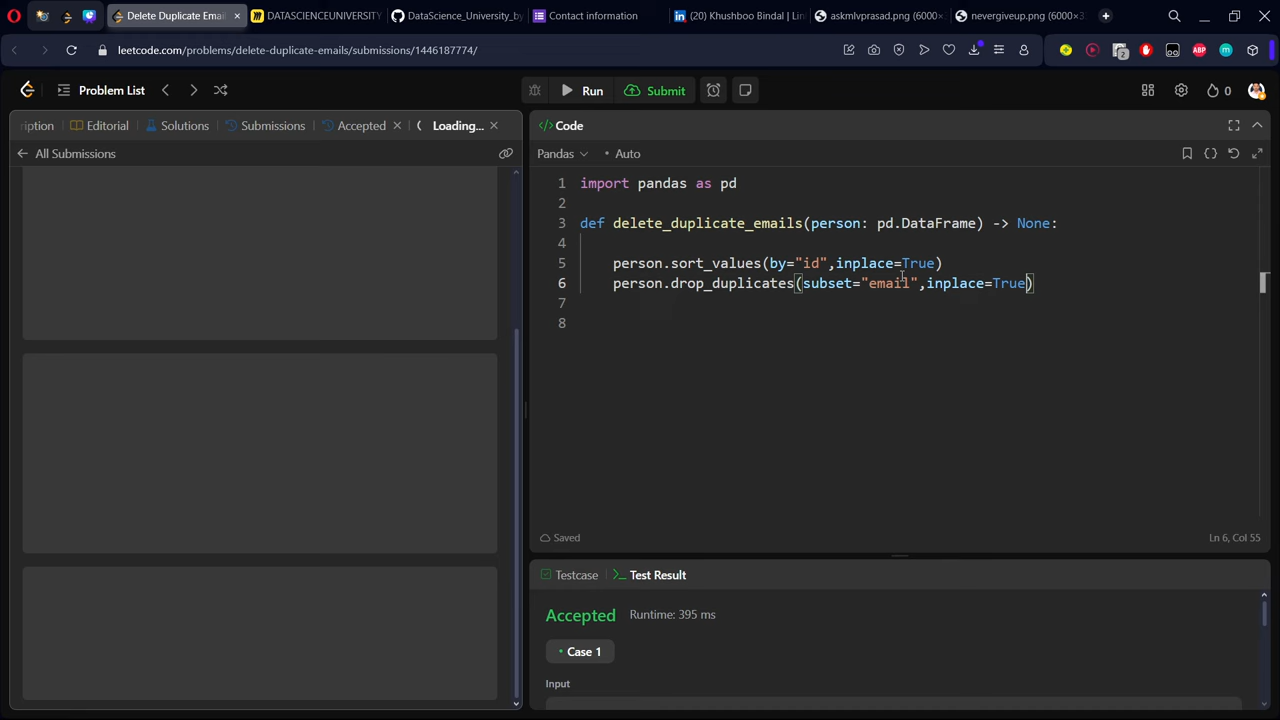 Delete Duplicate Emai
DATASCIENCEUNIVERSITY
DataScience_University_by
Contact information
(20) Khushboo Bindal | Lin
askmlvprasad.png (6000×
nevergiveup.png (6000×3
leetcode.com/problems/delete-duplicate-emails/submissions/1446187774/
2
ABP
m
Problem List
Run
Submit
0
ription
Editorial
Solutions
Submissions
Accepted
Loading...
</> Code
All Submissions
Pandas
Auto
1 import pandas as pd
2
3 def delete_duplicate_emails(person: pd.DataFrame) -> None:
4
5 person.sort_values(by="id",inplace=True)
6 person.drop_duplicates(subset="email",inplace=True)
7
8
Saved
Ln 6, Col 55
Testcase
Test Result
Accepted
Runtime: 395 ms
Case 1
Input